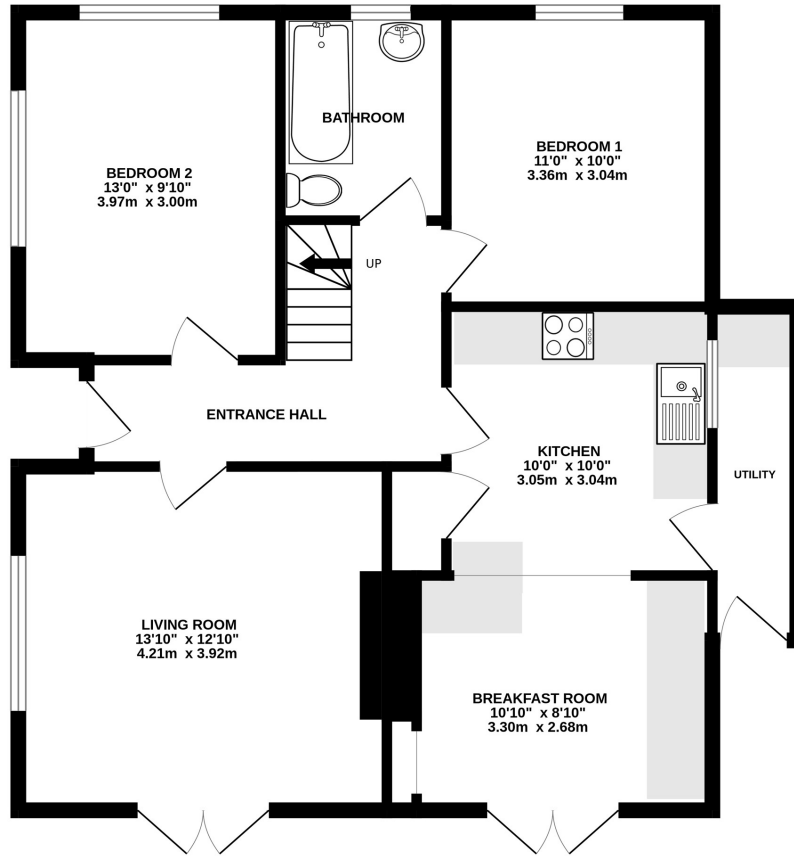 BATHROOM
BEDROOM 1
11'0" x 10'0"
3.36m x 3.04m
BEDROOM 2
13'0" x 9'10"
3.97m x 3.00m
UP
ENTRANCE HALL
KITCHEN
10'0" x 10'0"
3.05m x 3.04m
UTILITY
LIVING ROOM
13'10" x 12'10"
4.21m x 3.92m
BREAKFAST ROOM
10'10" x 8'10"
3.30m x 2.68m